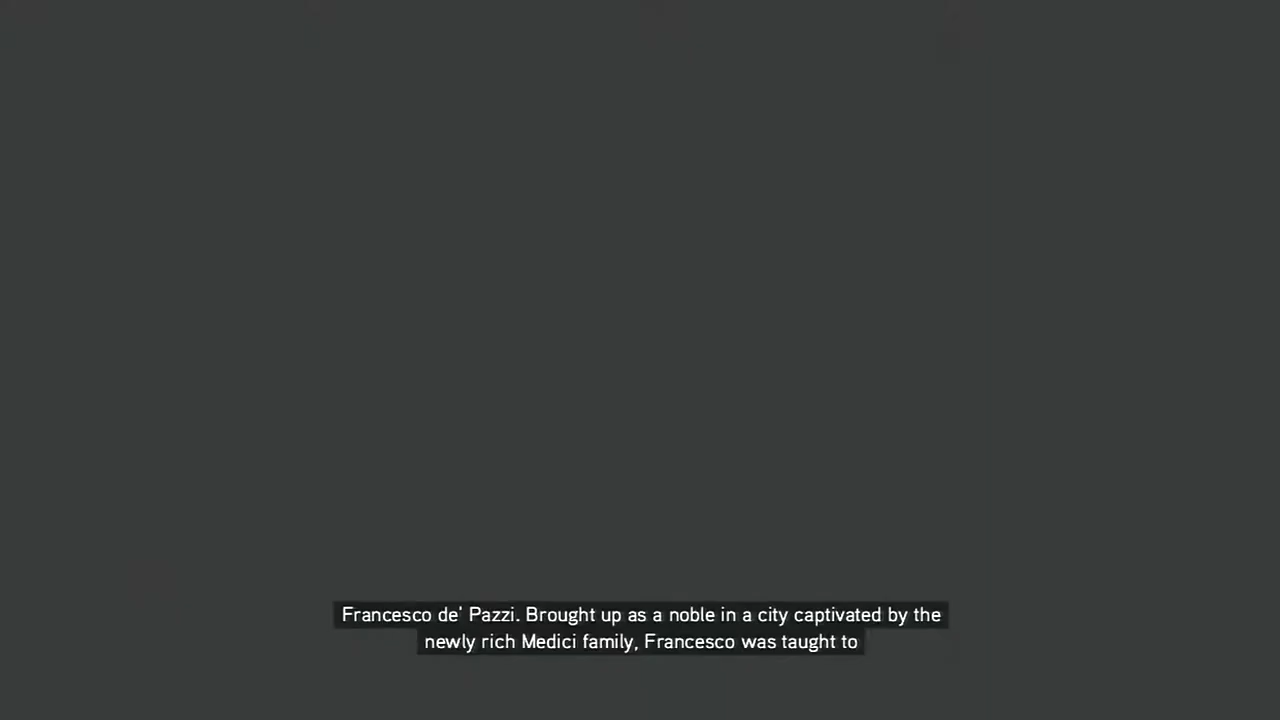 Francesco de' Pazzi. Brought up as a noble in a city captivated by the
newly rich Medici family, Francesco was taught to